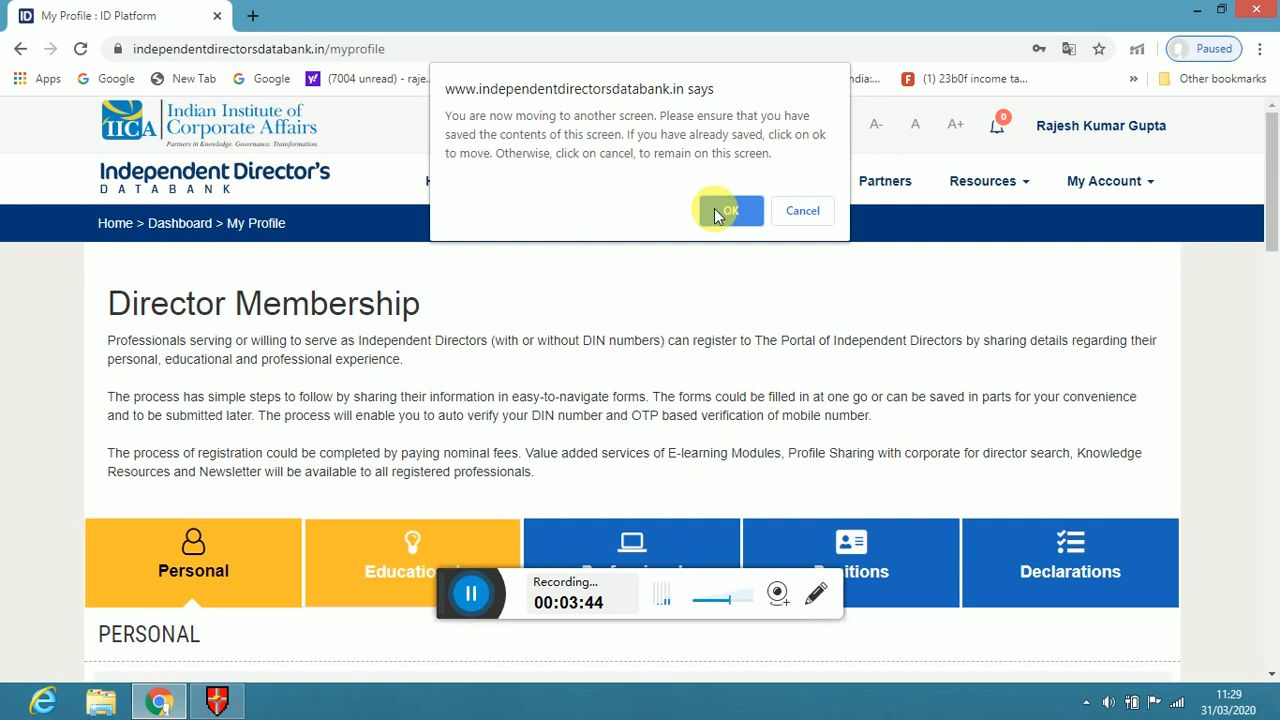 My Profile : ID Platform
independentdirectorsdatabank.in/myprofile
Paused
Apps
Google
New Tab
Google
(7004 unread) - raje...
(1) 23b0f income ta...
»
Other bookmarks
www.independentdirectorsdatabank.in says
You are now moving to another screen. Please ensure that you have
saved the contents of this screen. If you have already saved, click on ok
to move. Otherwise, click on cancel, to remain on this screen.
OK
Cancel
IICA
Indian Institute of
Corporate Affairs
Partners in Knowledge. Governance. Transformation.
A-
A
A+
0
Rajesh Kumar Gupta
Independent Director's
DATABANK
Partners
Resources
My Account
Home > Dashboard > My Profile
Director Membership
Professionals serving or willing to serve as Independent Directors (with or without DIN numbers) can register to The Portal of Independent Directors by sharing details regarding their
personal, educational and professional experience.
The process has simple steps to follow by sharing their information in easy-to-navigate forms. The forms could be filled in at one go or can be saved in parts for your convenience
and to be submitted later. The process will enable you to auto verify your DIN number and OTP based verification of mobile number.
The process of registration could be completed by paying nominal fees. Value added services of E-learning Modules, Profile Sharing with corporate for director search, Knowledge
Resources and Newsletter will be available to all registered professionals.
Personal
Declarations
Recording...
00:03:44
PERSONAL
11:29
31/03/2020